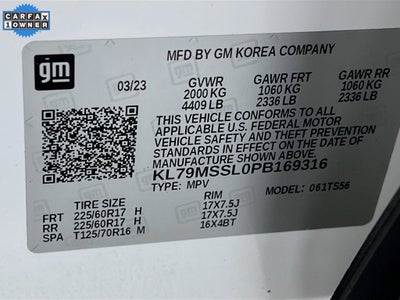 CARFAX
1 OWNER
gm
MFD BY GM KOREA COMPANY
03/23 GVWR GAWR FRT GAWR RR
2000 KG 1060 KG 1060 KG
4409 LB 2336 LB 2336 LB
THIS VEHICLE CONFORMS TO ALL
APPLICABLE U.S. FEDERAL MOTOR
VEHICLE SAFETY AND BUMPER
STANDARDS IN EFFECT ON THE DATE
OF MANUFACTURE SHOWN ABOVE.
KL79MSSL0PB169316
TYPE: MPV MODEL: 061TS56
TIRE SIZE RIM
FRT 225/60R17 H 17X7.5J
RR 225/60R17 H 17X7.5J
SPA T125/70R16 M 16X4BT